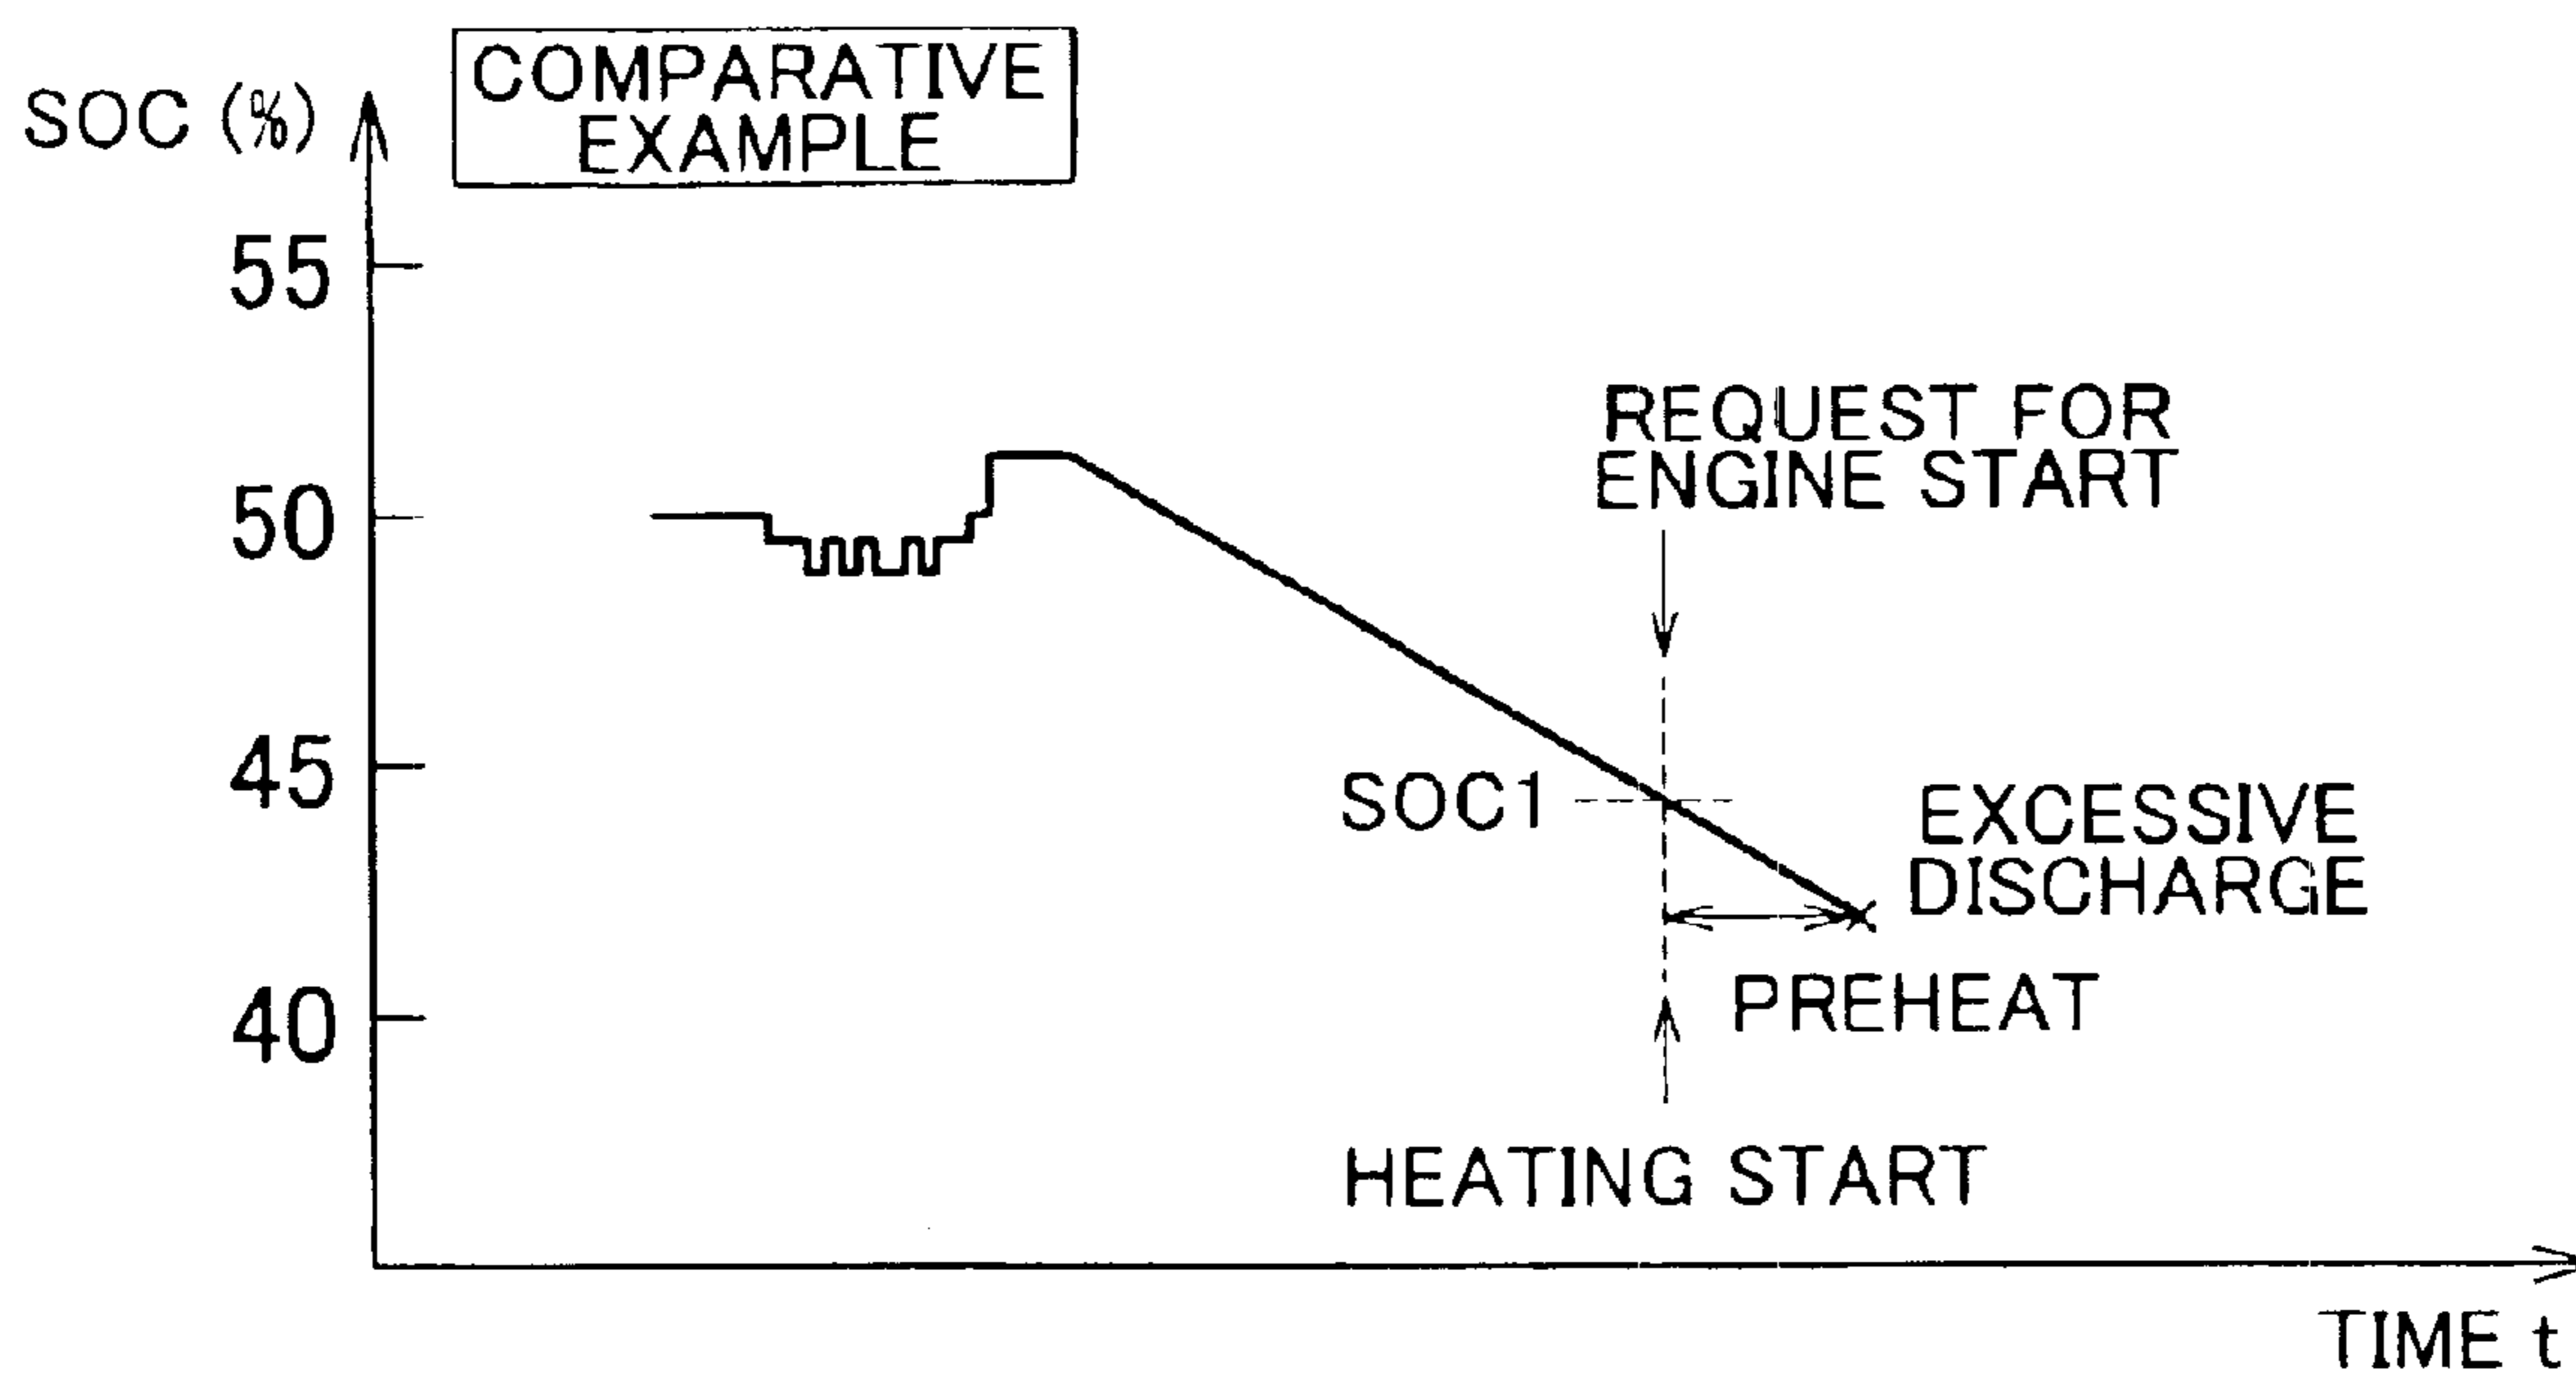 COMPARATIVE
EXAMPLE
SOC (%)
55
50
45
40
REQUEST FOR
ENGINE START
SOC1
EXCESSIVE
DISCHARGE
PREHEAT
HEATING START
TIME t